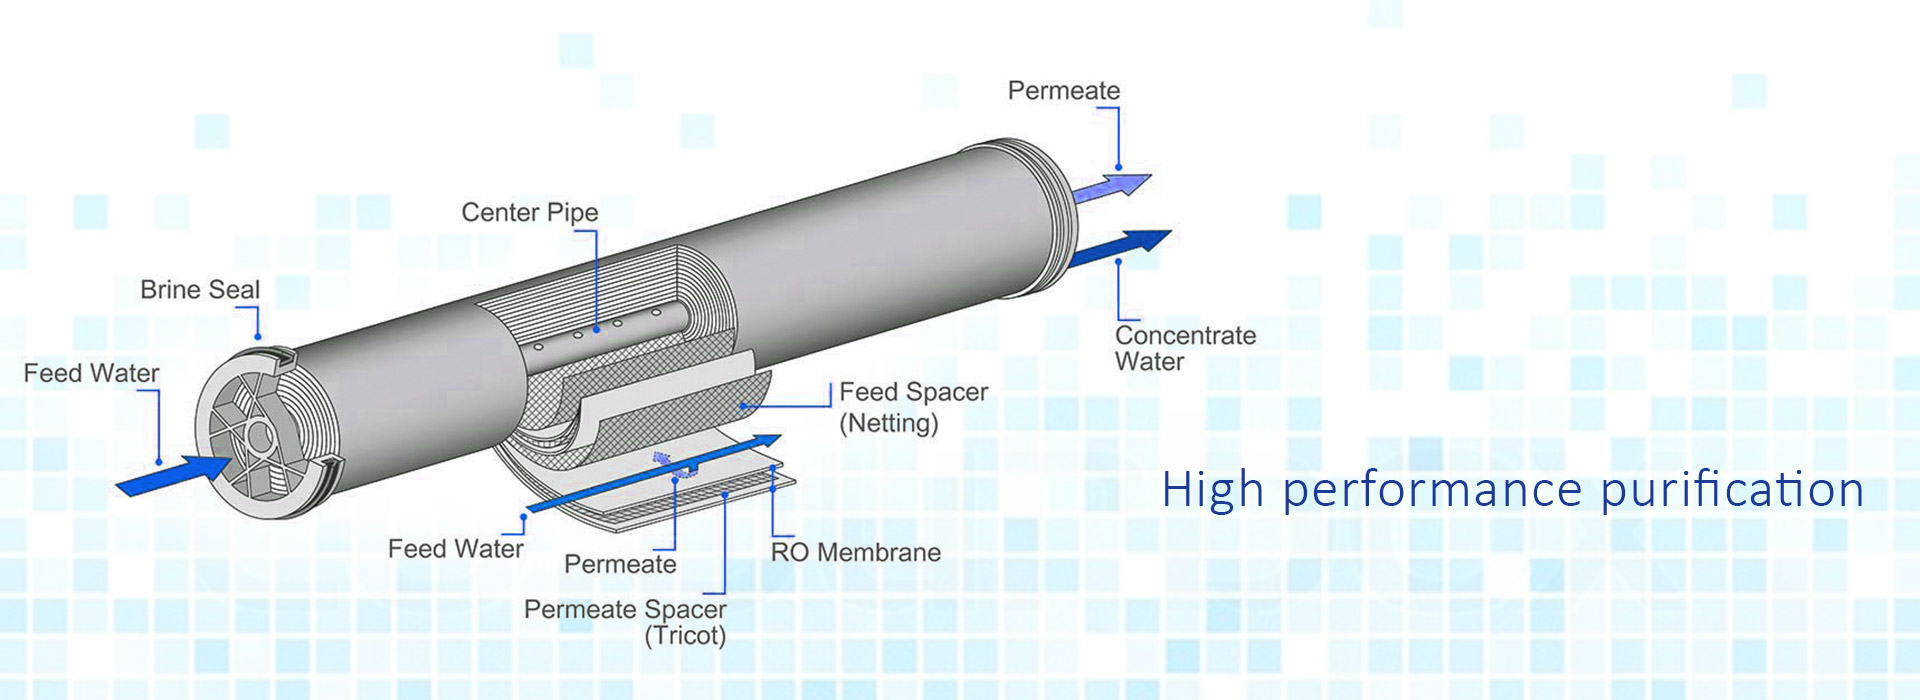 Permeate
Center Pipe
Brine Seal
Feed Water
Concentrate
Water
Feed Spacer
(Netting)
High performance purification
Feed Water
Permeate
RO Membrane
Permeate Spacer
(Tricot)